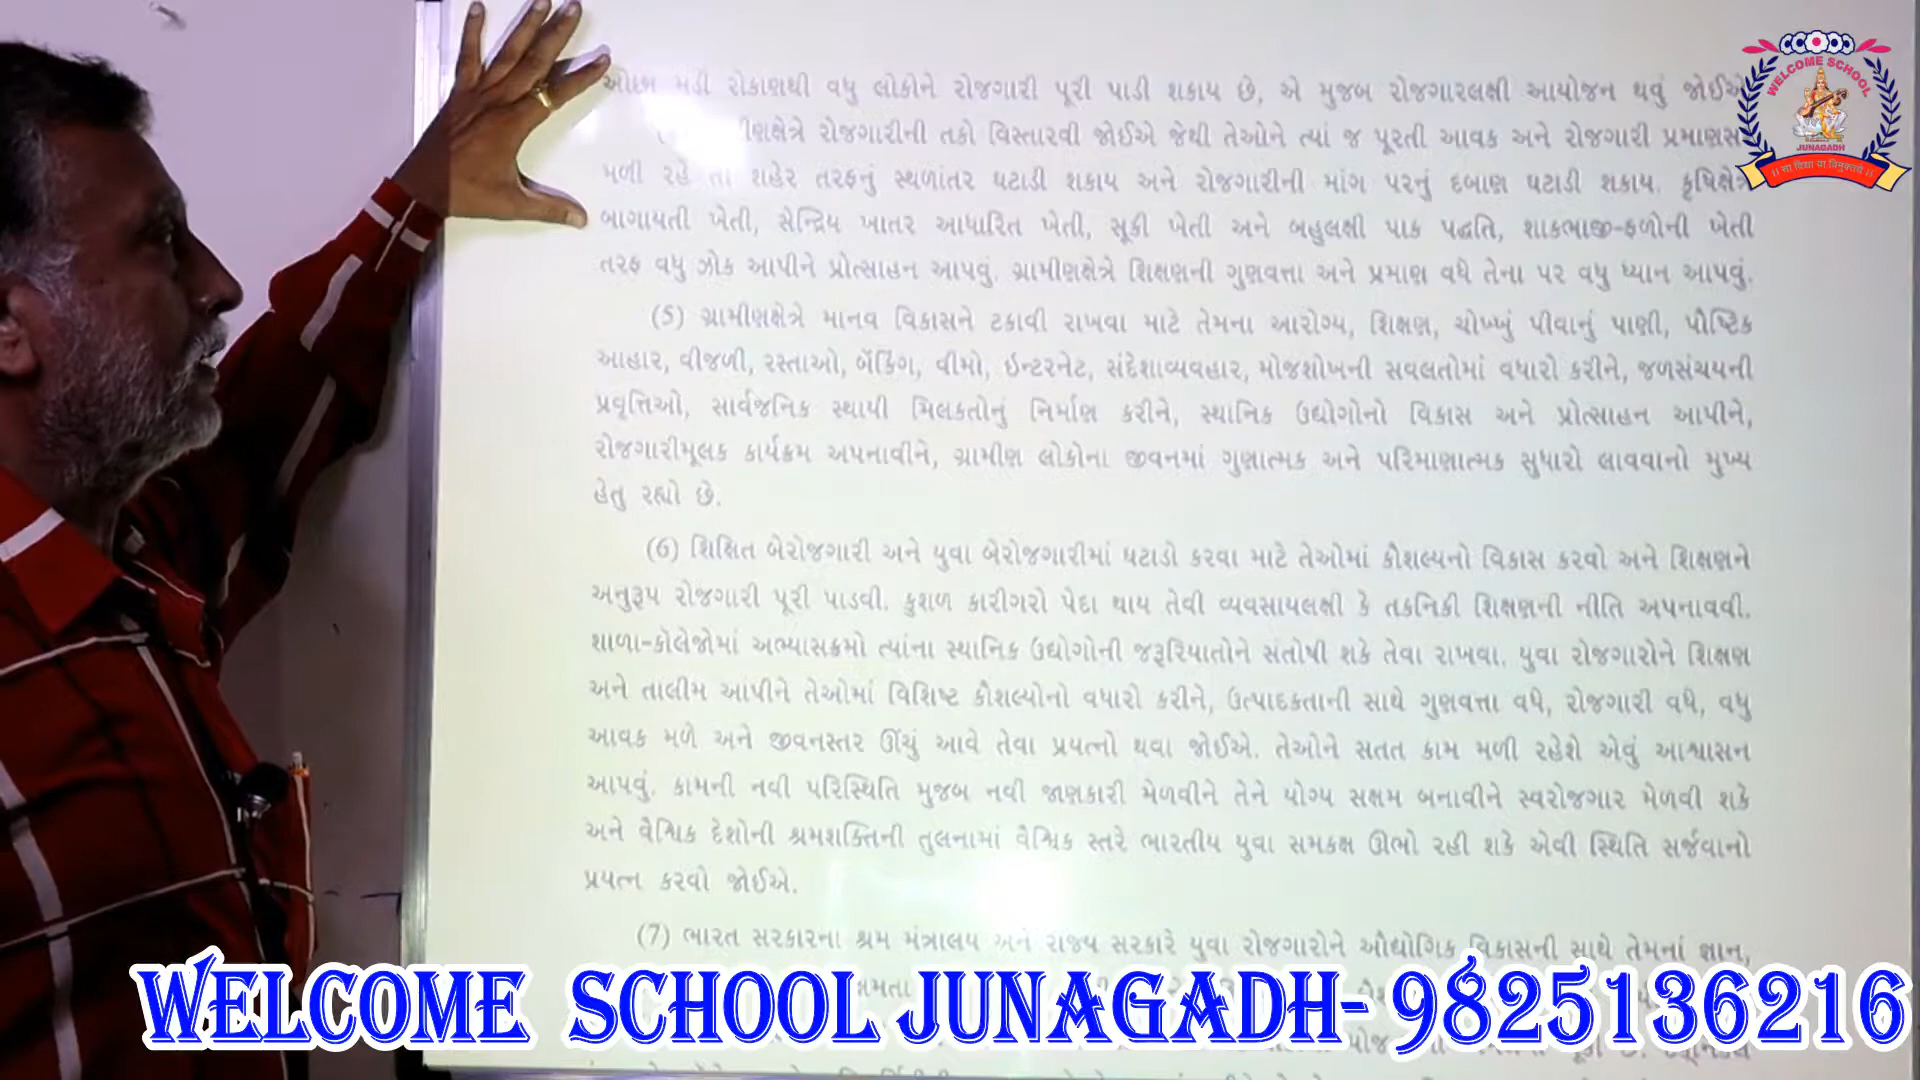 ઓછા મૂડી રોકાણથી વધુ લોકોને રોજગારી પૂરી પાડી શકાય છે, એ મુજબ રોજગારલક્ષી આયોજન થવું જોઈએ
રોજગારીની તકો વિસ્તારવી જોઈએ જેથી તેઓને ત્યાં જ પૂરતી આવક અને રોજગારી
મળી રહે તો શહેર તરફનું સ્થળાંતર ઘટાડી શકાય અને રોજગારીની માંગ પરનું દબાણ ઘટાડી શકાય. કૃષિક્ષેત્રે
બાગાયતી ખેતી, સેન્દ્રિય ખાતર આધારિત ખેતી, સૂકી ખેતી અને બહુલક્ષી પાક પદ્ધતિ, શાકભાજી-ફળોની ખેતી
તરફ વધુ ઝોક આપીને પ્રોત્સાહન આપવું. ગ્રામીણક્ષેત્રે શિક્ષણની ગુણવત્તા અને પ્રમાણ વધે તેના પર વધુ ધ્યાન આપવું.
(5) ગ્રામીણક્ષેત્રે માનવ વિકાસને ટકાવી રાખવા માટે તેમના આરોગ્ય, શિક્ષણ, ચોખ્ખું પીવાનું પાણી, પૌષ્ટિક
આહાર, વીજળી, રસ્તાઓ, બૅંકિંગ, વીમો, ઇન્ટરનેટ, સંદેશાવ્યવહાર, મોજશોખની સવલતોમાં વધારો કરીને, જળસંચયની
પ્રવૃત્તિઓ, સાર્વજનિક સ્થાયી મિલકતોનું નિર્માણ કરીને, સ્થાનિક ઉદ્યોગોનો વિકાસ અને પ્રોત્સાહન આપીને,
રોજગારીમૂલક કાર્યક્રમ અપનાવીને, ગ્રામીણ લોકોના જીવનમાં ગુણાત્મક અને પરિમાણાત્મક સુધારો લાવવાનો મુખ્ય
હેતુ રહ્યો છે.
(6) શિક્ષિત બેરોજગારી અને યુવા બેરોજગારીમાં ઘટાડો કરવા માટે તેઓમાં કૌશલ્યનો વિકાસ કરવો અને શિક્ષણને
અનુરૂપ રોજગારી પૂરી પાડવી. કુશળ કારીગરો પેદા થાય તેવી વ્યવસાયલક્ષી કે તકનિકી શિક્ષણની નીતિ અપનાવવી.
શાળા-કૉલેજોમાં અભ્યાસક્રમો ત્યાંના સ્થાનિક ઉદ્યોગોની જરૂરિયાતોને સંતોષી શકે તેવા રાખવા. યુવા રોજગારોને શિક્ષણ
અને તાલીમ આપીને તેઓમાં વિશિષ્ટ કૌશલ્યોનો વધારો કરીને, ઉત્પાદકતાની સાથે ગુણવત્તા વધે, રોજગારી વધે, વધુ
આવક મળે અને જીવનસ્તર ઊંચું આવે તેવા પ્રયત્નો થવા જોઈએ. તેઓને સતત કામ મળી રહેશે એવું આશ્વાસન
આપવું. કામની નવી પરિસ્થિતિ મુજબ નવી જાણકારી મેળવીને તેને યોગ્ય સક્ષમ બનાવીને સ્વરોજગાર મેળવી શકે
અને વૈશ્વિક દેશોની શ્રમશક્તિની તુલનામાં વૈશ્વિક સ્તરે ભારતીય યુવા સમકક્ષ ઊભો રહી શકે એવી સ્થિતિ સર્જવાનો
પ્રયત્ન કરવો જોઈએ.
(7) ભારત સરકારના શ્રમ મંત્રાલય અને રાજ્ય સરકારે યુવા રોજગારોને ઔદ્યોગિક વિકાસની સાથે તેમનાં જ્ઞાન,
WELCOME SCHOOL JUNAGADH- 9825136216
WELCOME SCHOOL
JUNAGADH
॥ सा विद्या या विमुक्तये ॥